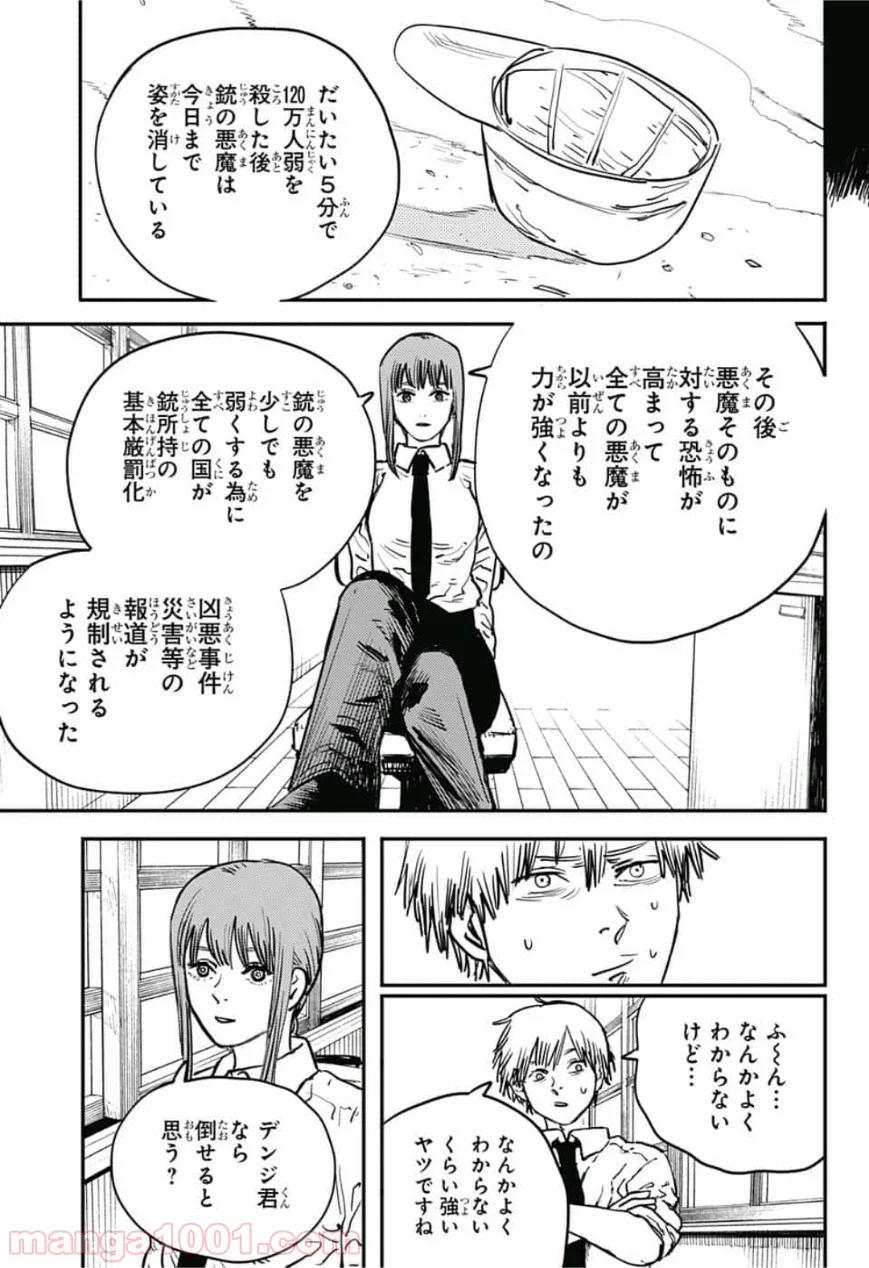 だいたい5分で
120万人弱を
殺した後
銃の悪魔は
今日まで
姿を消している
その後
悪魔そのものに
対する恐怖が
高まって
全ての悪魔が
以前よりも
力が強くなったの
銃の悪魔を
少しでも
弱くする為に
全ての国が
銃所持の
基本厳罰化
凶悪事件
災害等の
報道が
規制される
ようになった
ふ〜ん…
なんかよく
わからない
けど…
なんかよく
わからない
くらい強い
ヤツですね
デンジ君
なら
倒せると
思う？
manga1001.com